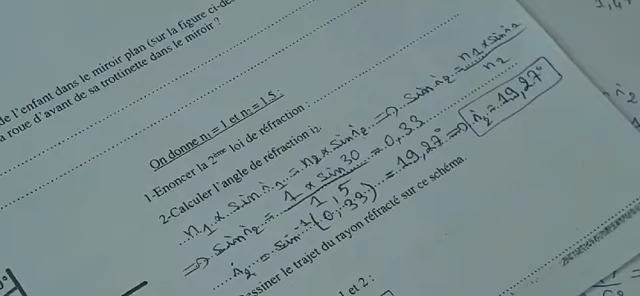 de l'enfant dans le miroir plan (sur la figure ci-de
a roue d'avant de sa trottinette dans le miroir ?
On donne n₁ = 1 et n₂ = 1,5.
1-Enoncer la 2ᵉᵐᵉ loi de réfraction
2-Calculer l'angle de réfraction i₂.
n₁ × sin i₁ = n₂ × sin i₂ ⇒ sin i₂ = n₁ × sin i₁ / n₂
⇒ sin i₂ = 1 × sin 30 / 1,5 = 0,33
i₂ = sin⁻¹(0,33) = 19,27° ⇒ i₂ = 19,27°
essiner le trajet du rayon réfracté sur ce schéma.
1 et 2 :